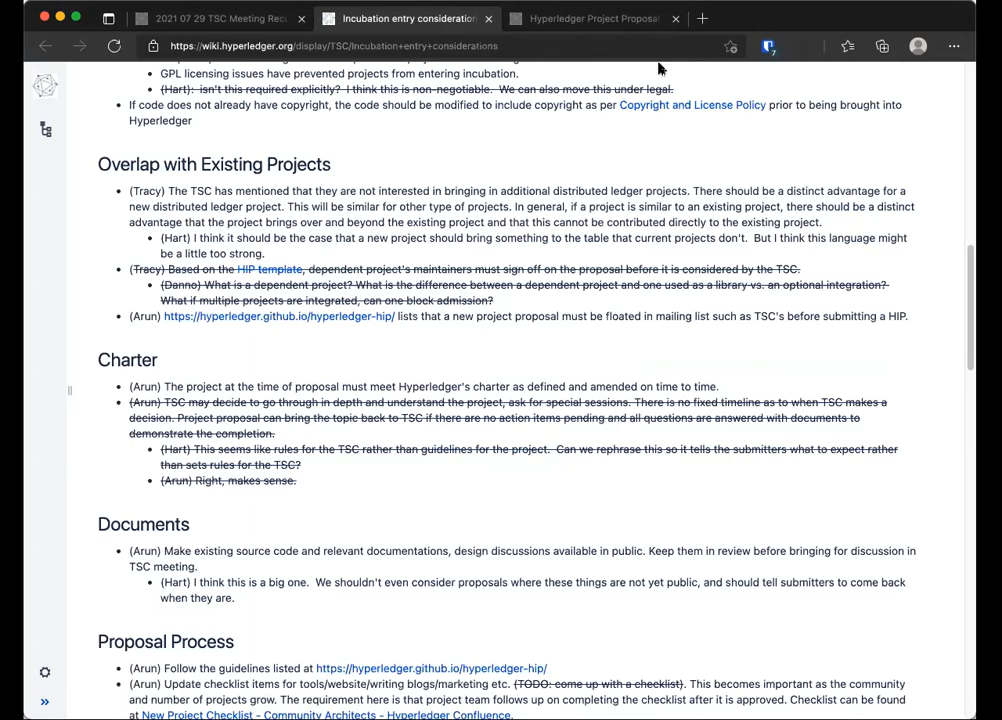 2021 07 29 TSC Meeting Rec
Incubation entry consideratio
Hyperledger Project Proposal
https://wiki.hyperledger.org/display/TSC/Incubation+entry+considerations
7
• GPL licensing issues have prevented projects from entering incubation.
• (Hart): isn't this required explicitly? I think this is non-negotiable. We can also move this under legal.
• If code does not already have copyright, the code should be modified to include copyright as per Copyright and License Policy prior to being brought into
Hyperledger
Overlap with Existing Projects
• (Tracy) The TSC has mentioned that they are not interested in bringing in additional distributed ledger projects. There should be a distinct advantage for a
new distributed ledger project. This will be similar for other type of projects. In general, if a project is similar to an existing project, there should be a distinct
advantage that the project brings over and beyond the existing project and that this cannot be contributed directly to the existing project.
• (Hart) I think it should be the case that a new project should bring something to the table that current projects don't. But I think this language might
be a little too strong.
• (Tracy) Based on the HIP template, dependent project's maintainers must sign off on the proposal before it is considered by the TSC.
• (Danno) What is a dependent project? What is the difference between a dependent project and one used as a library vs. an optional integration?
What if multiple projects are integrated, can one block admission?
• (Arun) https://hyperledger.github.io/hyperledger-hip/ lists that a new project proposal must be floated in mailing list such as TSC's before submitting a HIP.
Charter
• (Arun) The project at the time of proposal must meet Hyperledger's charter as defined and amended on time to time.
• (Arun) TSC may decide to go through in depth and understand the project, ask for special sessions. There is no fixed timeline as to when TSC makes a
decision. Project proposal can bring the topic back to TSC if there are no action items pending and all questions are answered with documents to
demonstrate the completion.
• (Hart) This seems like rules for the TSC rather than guidelines for the project. Can we rephrase this so it tells the submitters what to expect rather
than sets rules for the TSC?
• (Arun) Right, makes sense.
Documents
• (Arun) Make existing source code and relevant documentations, design discussions available in public. Keep them in review before bringing for discussion in
TSC meeting.
• (Hart) I think this is a big one. We shouldn't even consider proposals where these things are not yet public, and should tell submitters to come back
when they are.
Proposal Process
• (Arun) Follow the guidelines listed at https://hyperledger.github.io/hyperledger-hip/
• (Arun) Update checklist items for tools/website/writing blogs/marketing etc. (TODO: come up with a checklist). This becomes important as the community
and number of projects grow. The requirement here is that project team follows up on completing the checklist after it is approved. Checklist can be found
at New Project Checklist - Community Architects - Hyperledger Confluence.